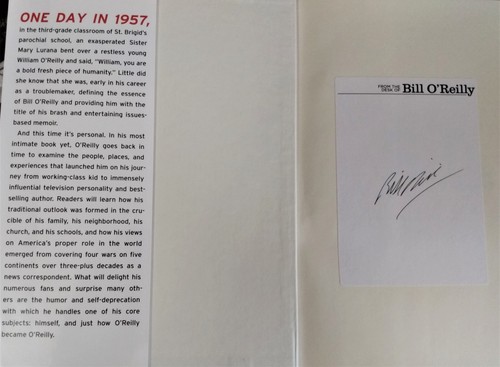 ONE DAY IN 1957,
in the third-grade classroom of St. Brigid's
parochial school, an exasperated Sister
Mary Lurana bent over a restless young
William O'Reilly and said, "William, you are
a bold fresh piece of humanity." Little did
she know that she was, early in his career
as a troublemaker, defining the essence
of Bill O'Reilly and providing him with the
title of his brash and entertaining issues-
based memoir.
And this time it's personal. In his most
intimate book yet, O'Reilly goes back in
time to examine the people, places, and
experiences that launched him on his jour-
ney from working-class kid to immensely
influential television personality and best-
selling author. Readers will learn how his
traditional outlook was formed in the cru-
cible of his family, his neighborhood, his
church, and his schools, and how his views
on America's proper role in the world
emerged from covering four wars on five
continents over three-plus decades as a
news correspondent. What will delight his
numerous fans and surprise many oth-
ers are the humor and self-deprecation
with which he handles one of his core
subjects: himself, and just how O'Reilly
became O'Reilly.
FROM THE
DESK OF Bill O'Reilly